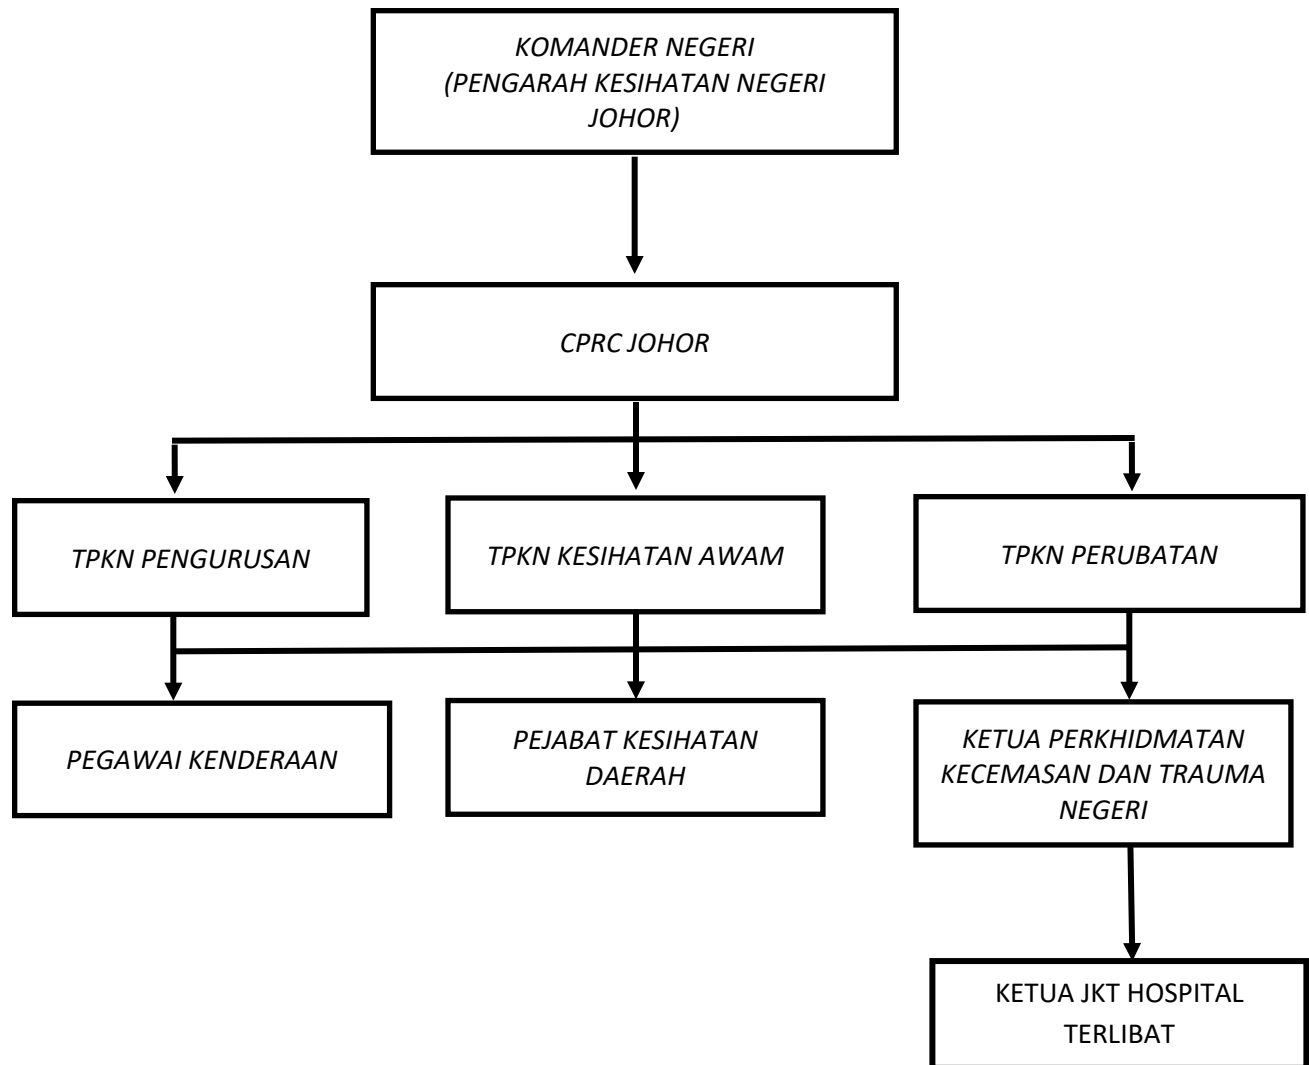 KOMANDER NEGERI
(PENGARAH KESIHATAN NEGERI
JOHOR)
CPRC JOHOR
TPKN PENGURUSAN
TPKN KESIHATAN AWAM
TPKN PERUBATAN
PEGAWAI KENDERAAN
PEJABAT KESIHATAN
DAERAH
KETUA PERKHIDMATAN
KECEMASAN DAN TRAUMA
NEGERI
KETUA JKT HOSPITAL
TERLIBAT